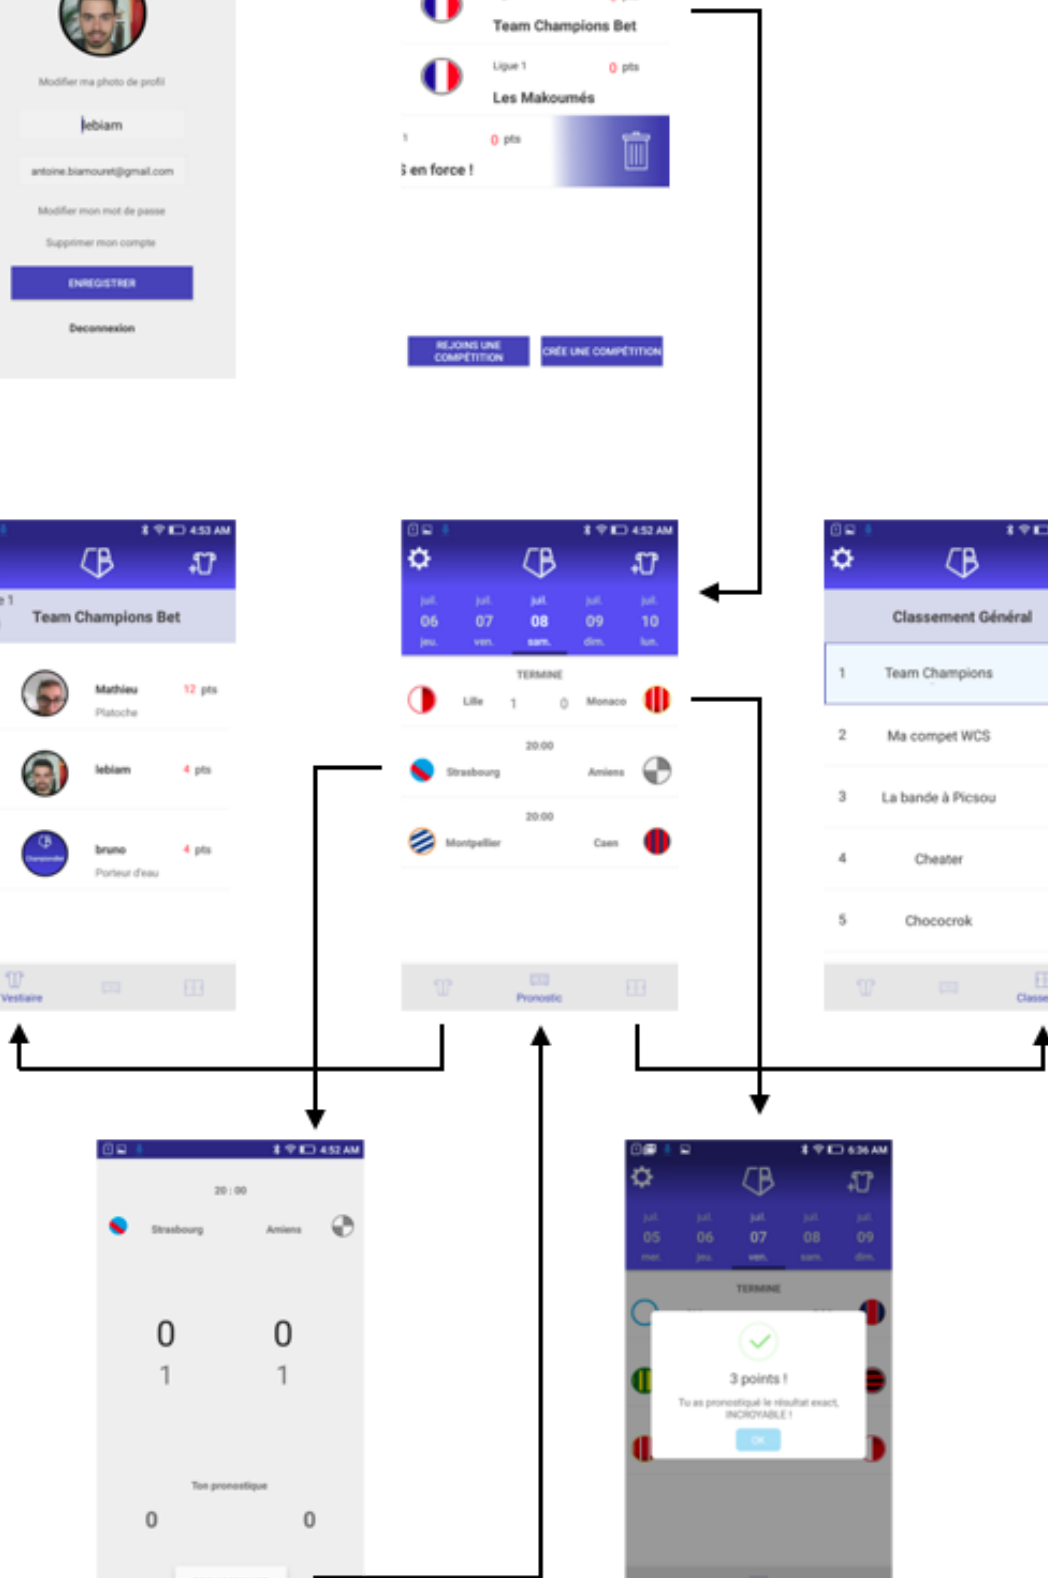 Modifier ma photo de profil
lebiam
antoine.biamouret@gmail.com
Modifier mon mot de passe
Supprimer mon compte
ENREGISTRER
Deconnexion
Team Champions Bet
Ligue 1
0 pts
Les Makoumés
0 pts
en force !
REJOINS UNE
COMPÉTITION
CRÉE UNE COMPÉTITION
4:53 AM
Team Champions Bet
Mathieu
12 pts
Platoche
lebiam
4 pts
bruno
4 pts
Porteur d'eau
Vestiaire
4:52 AM
juil. juil. juil. juil. juil.
06 07 08 09 10
jeu. ven. sam. dim. lun.
TERMINE
Lille 1 0 Monaco
20:00
Strasbourg Amiens
20:00
Montpellier Caen
Pronostic
Classement Général
1 Team Champions
2 Ma compet WCS
3 La bande à Picsou
4 Cheater
5 Chococrok
4:52 AM
20 : 00
Strasbourg Amiens
0 0
1 1
Ton pronostique
0 0
6:36 AM
juil. juil. juil. juil. juil.
05 06 07 08 09
mer. jeu. ven. sam. dim.
TERMINE
3 points !
Tu as pronostiqué le résultat exact,
INCROYABLE !
OK